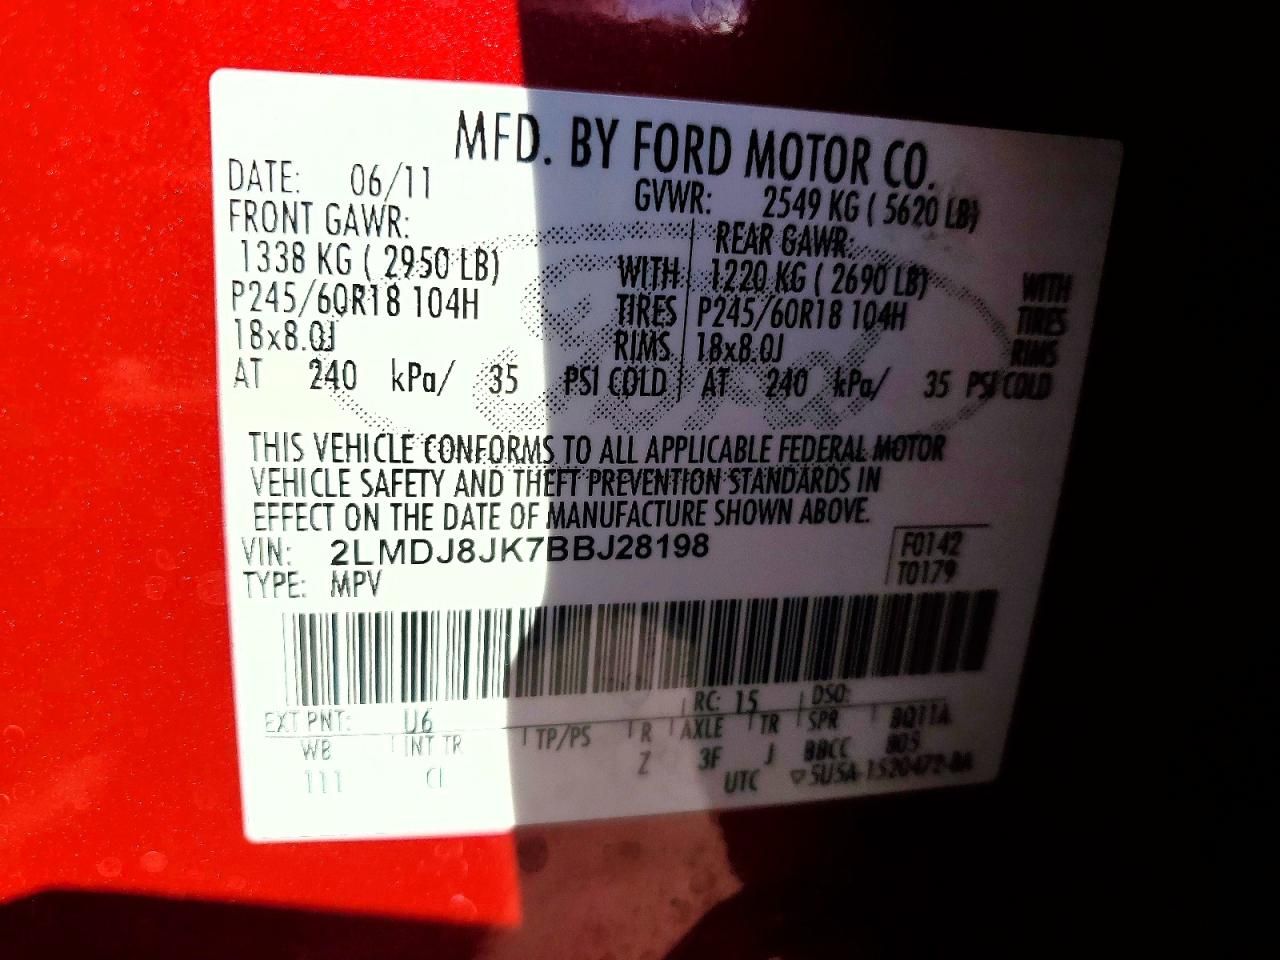 MFD. BY FORD MOTOR CO.
DATE: 06/11 GVWR: 2549 KG ( 5620 LB)
FRONT GAWR: REAR GAWR:
1338 KG ( 2950 LB) WITH 1220 KG ( 2690 LB) WITH
P245/60R18 104H TIRES P245/60R18 104H TIRES
18x8.0J RIMS 18x8.0J RIMS
AT 240 kPa/ 35 PSI COLD AT 240 kPa/ 35 PSI COLD
THIS VEHICLE CONFORMS TO ALL APPLICABLE FEDERAL MOTOR
VEHICLE SAFETY AND THEFT PREVENTION STANDARDS IN
EFFECT ON THE DATE OF MANUFACTURE SHOWN ABOVE.
VIN: 2LMDJ8JK7BBJ28198 F0142
TYPE: MPV T0179
RC: 15 DSO:
EXT PNT: U6
WB INT TR TP/PS R AXLE TR SPR
111 CI Z 3F J BBCC
UTC